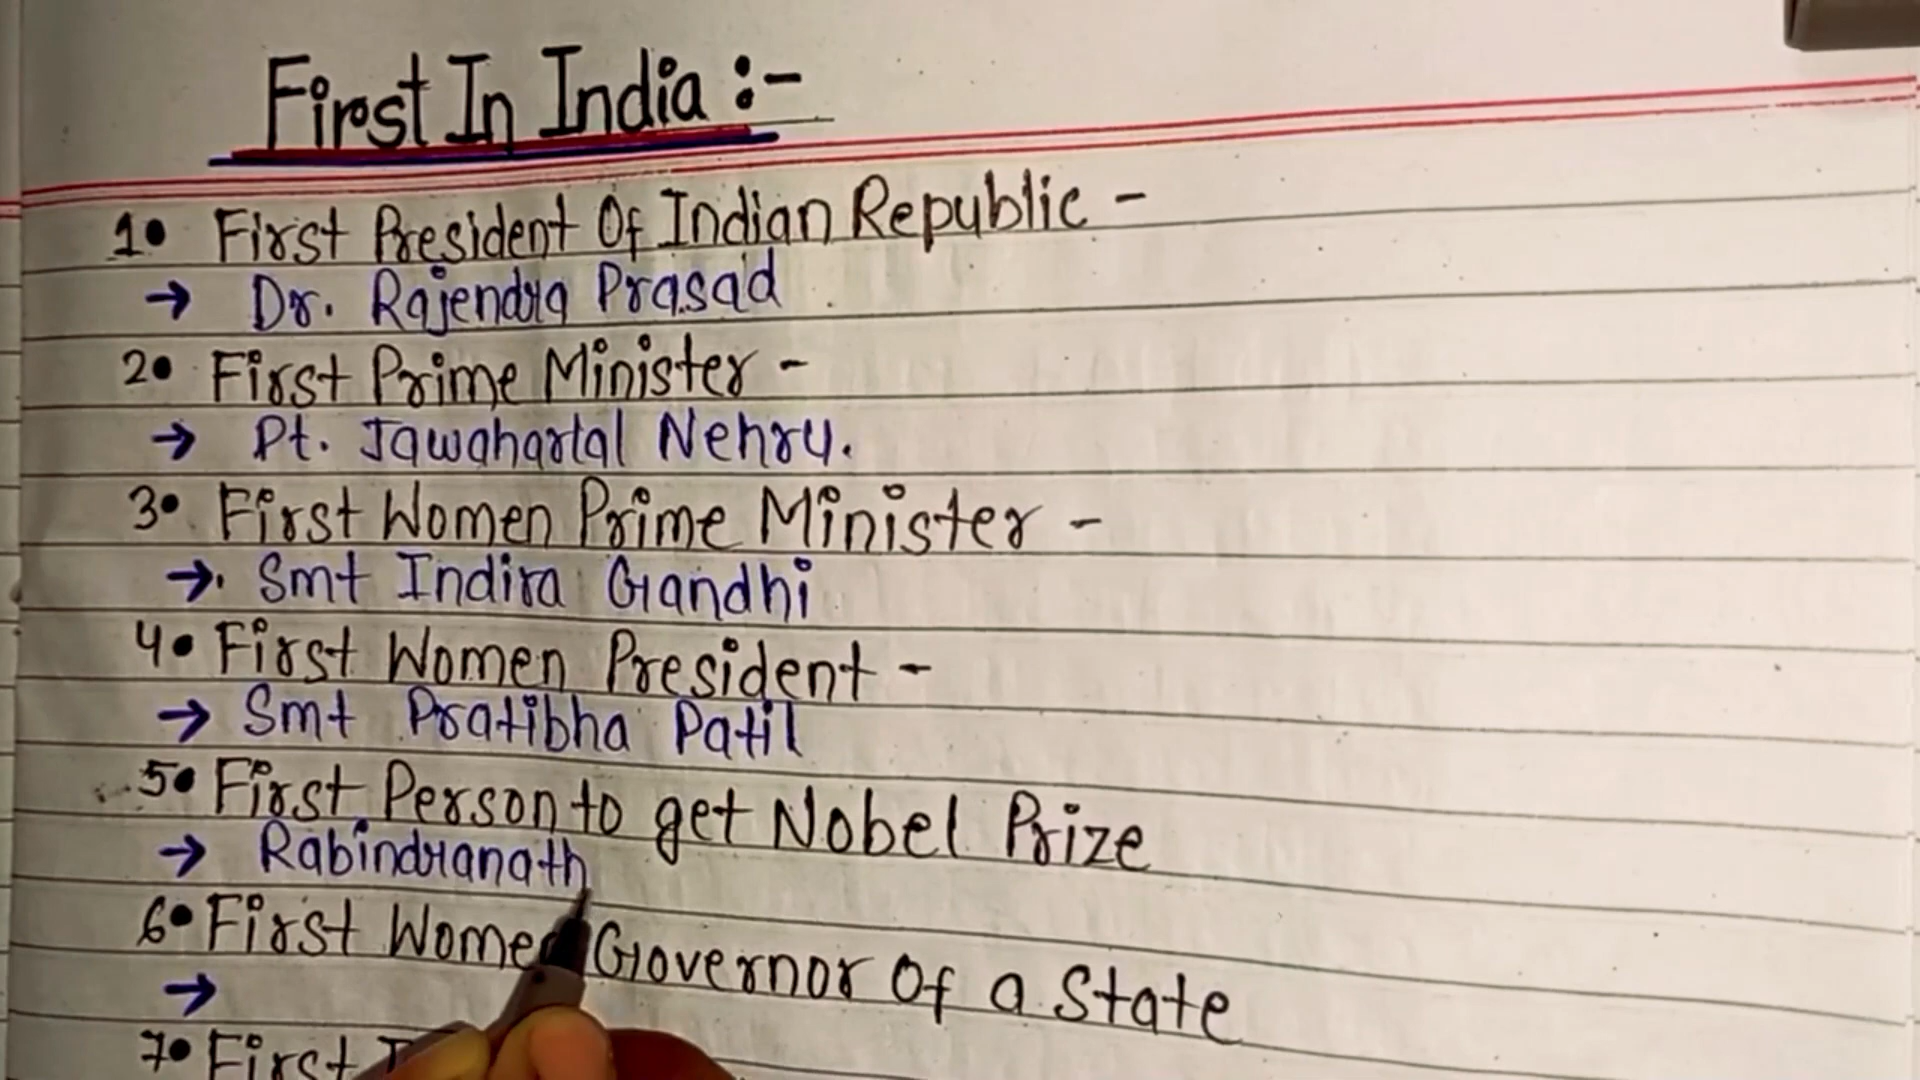 First In India :-
1• First President Of Indian Republic -
→ Dr. Rajendra Prasad
2• First Prime Minister -
→ Pt. Jawaharlal Nehru.
3• First Women Prime Minister -
→ Smt Indira Gandhi
4• First Women President -
→ Smt Pratibha Patil
5• First Person to get Nobel Prize
→ Rabindranath
6• First Women Governor Of a State
→
7• First